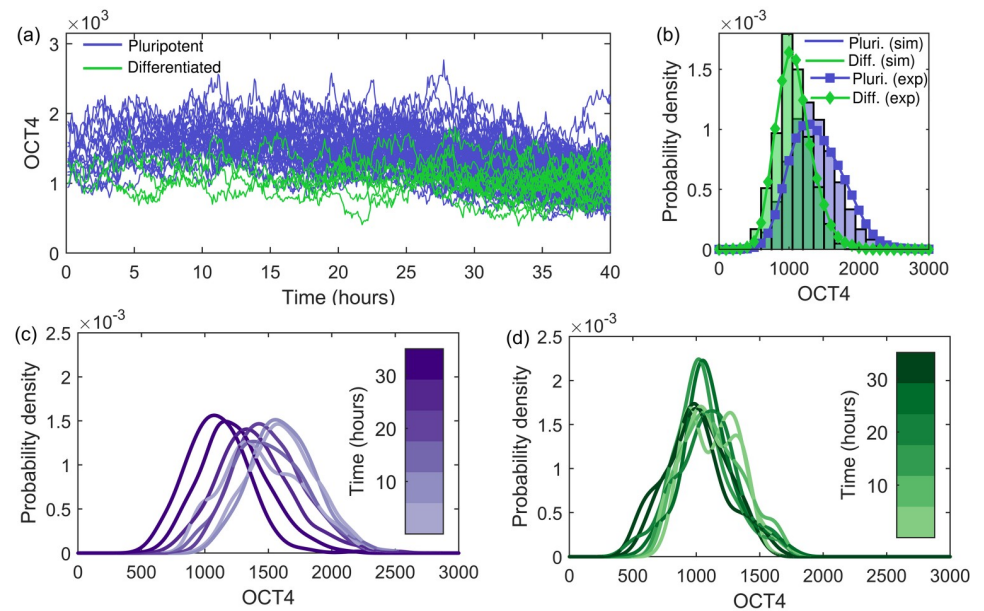 (a)
×10³
3
2
1
0
OCT4
Pluripotent
Differentiated
0 5 10 15 20 25 30 35 40
Time (hours)
(b)
×10⁻³
1.5
1
0.5
0
Probability density
Pluri. (sim)
Diff. (sim)
Pluri. (exp)
Diff. (exp)
0 1000 2000 3000
OCT4
(c)
×10⁻³
2.5
2
1.5
1
0.5
0
Probability density
Time (hours)
30
20
10
0 500 1000 1500 2000 2500 3000
OCT4
(d)
×10⁻³
2.5
2
1.5
1
0.5
0
Probability density
Time (hours)
30
20
10
0 500 1000 1500 2000 2500 3000
OCT4